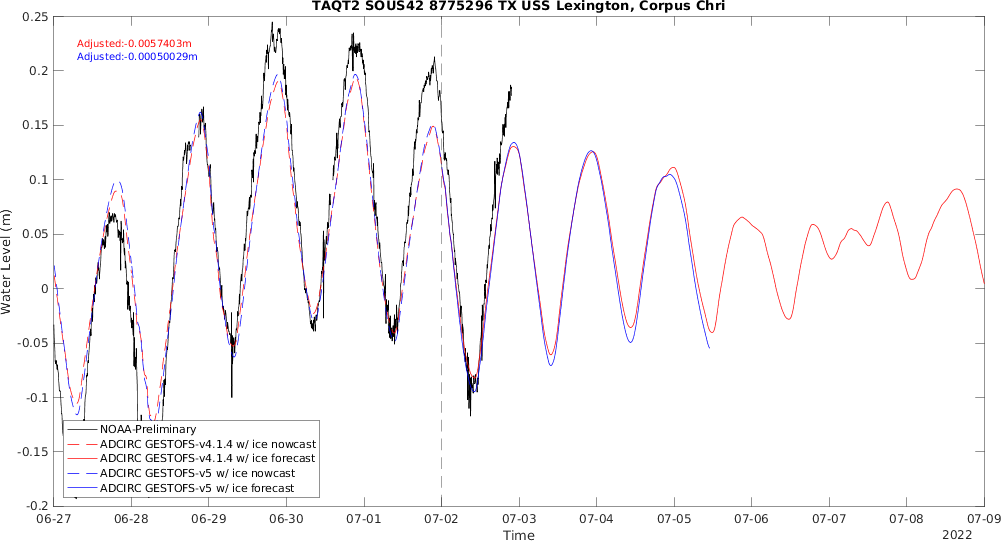 TAQT2 SOUS42 8775296 TX USS Lexington, Corpus Chri
Adjusted:-0.0057403m
Adjusted:-0.00050029m
Water Level (m)
0.25
0.2
0.15
0.1
0.05
0
-0.05
-0.1
-0.15
-0.2
NOAA-Preliminary
ADCIRC GESTOFS-v4.1.4 w/ ice nowcast
ADCIRC GESTOFS-v4.1.4 w/ ice forecast
ADCIRC GESTOFS-v5 w/ ice nowcast
ADCIRC GESTOFS-v5 w/ ice forecast
06-27 06-28 06-29 06-30 07-01 07-02 07-03 07-04 07-05 07-06 07-07 07-08 07-09
Time
2022